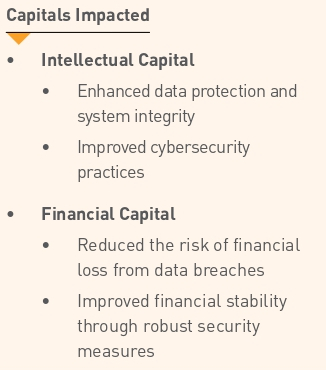 Capitals Impacted
• Intellectual Capital
• Enhanced data protection and
system integrity
• Improved cybersecurity
practices
• Financial Capital
• Reduced the risk of financial
loss from data breaches
• Improved financial stability
through robust security
measures